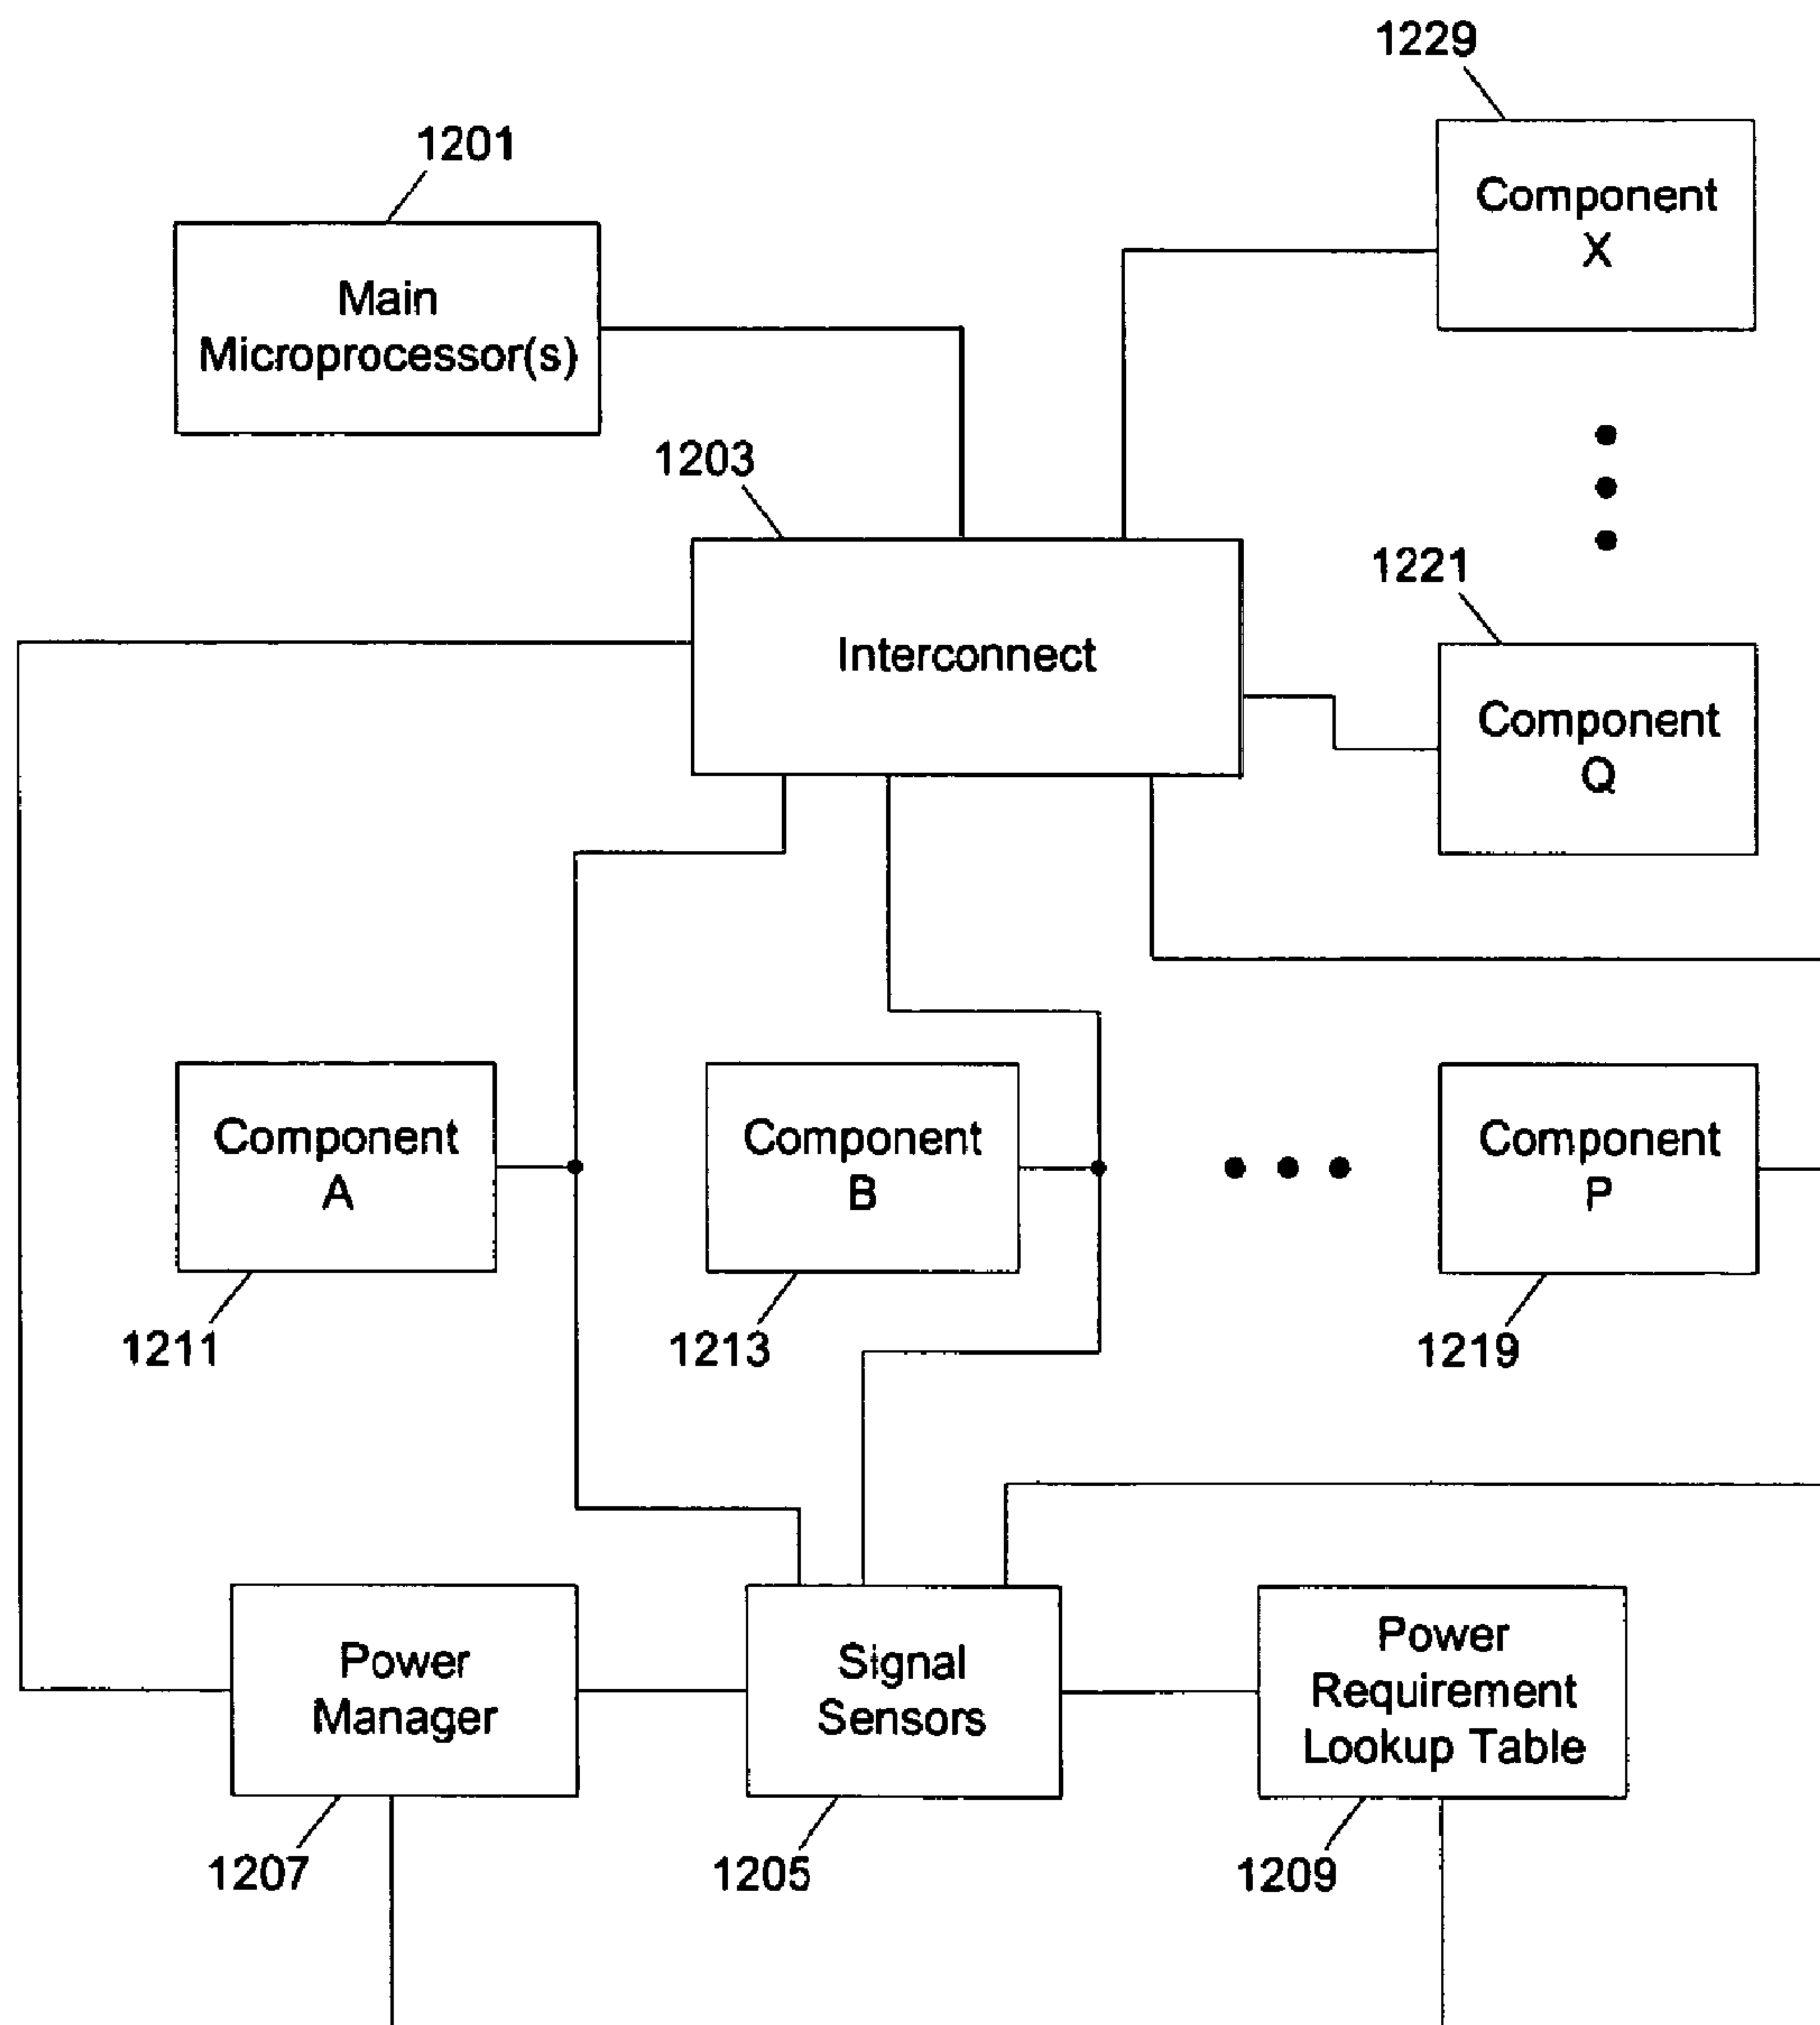 1229
Component
X
1201
Main
Microprocessor(s)
1203
Interconnect
1221
Component
Q
Component
A
1211
Component
B
1213
Component
P
1219
Power
Manager
1207
Signal
Sensors
1205
Power
Requirement
Lookup Table
1209